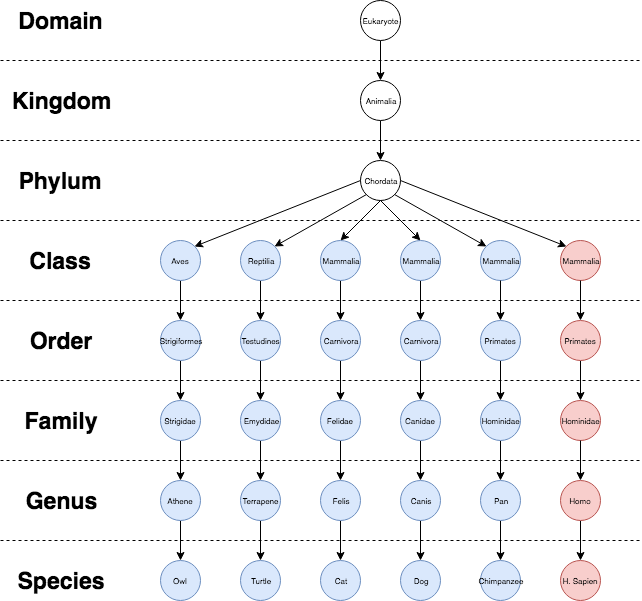 Domain
Eukaryote
Kingdom
Animalia
Phylum
Chordata
Class
Aves Reptilia Mammalia Mammalia Mammalia Mammalia
Order
Strigiformes Testudines Carnivora Carnivora Primates Primates
Family
Strigidae Emydidae Felidae Canidae Hominidae Hominidae
Genus
Athene Terrapene Felis Canis Pan Homo
Species
Owl Turtle Cat Dog Chimpanzee H. Sapien